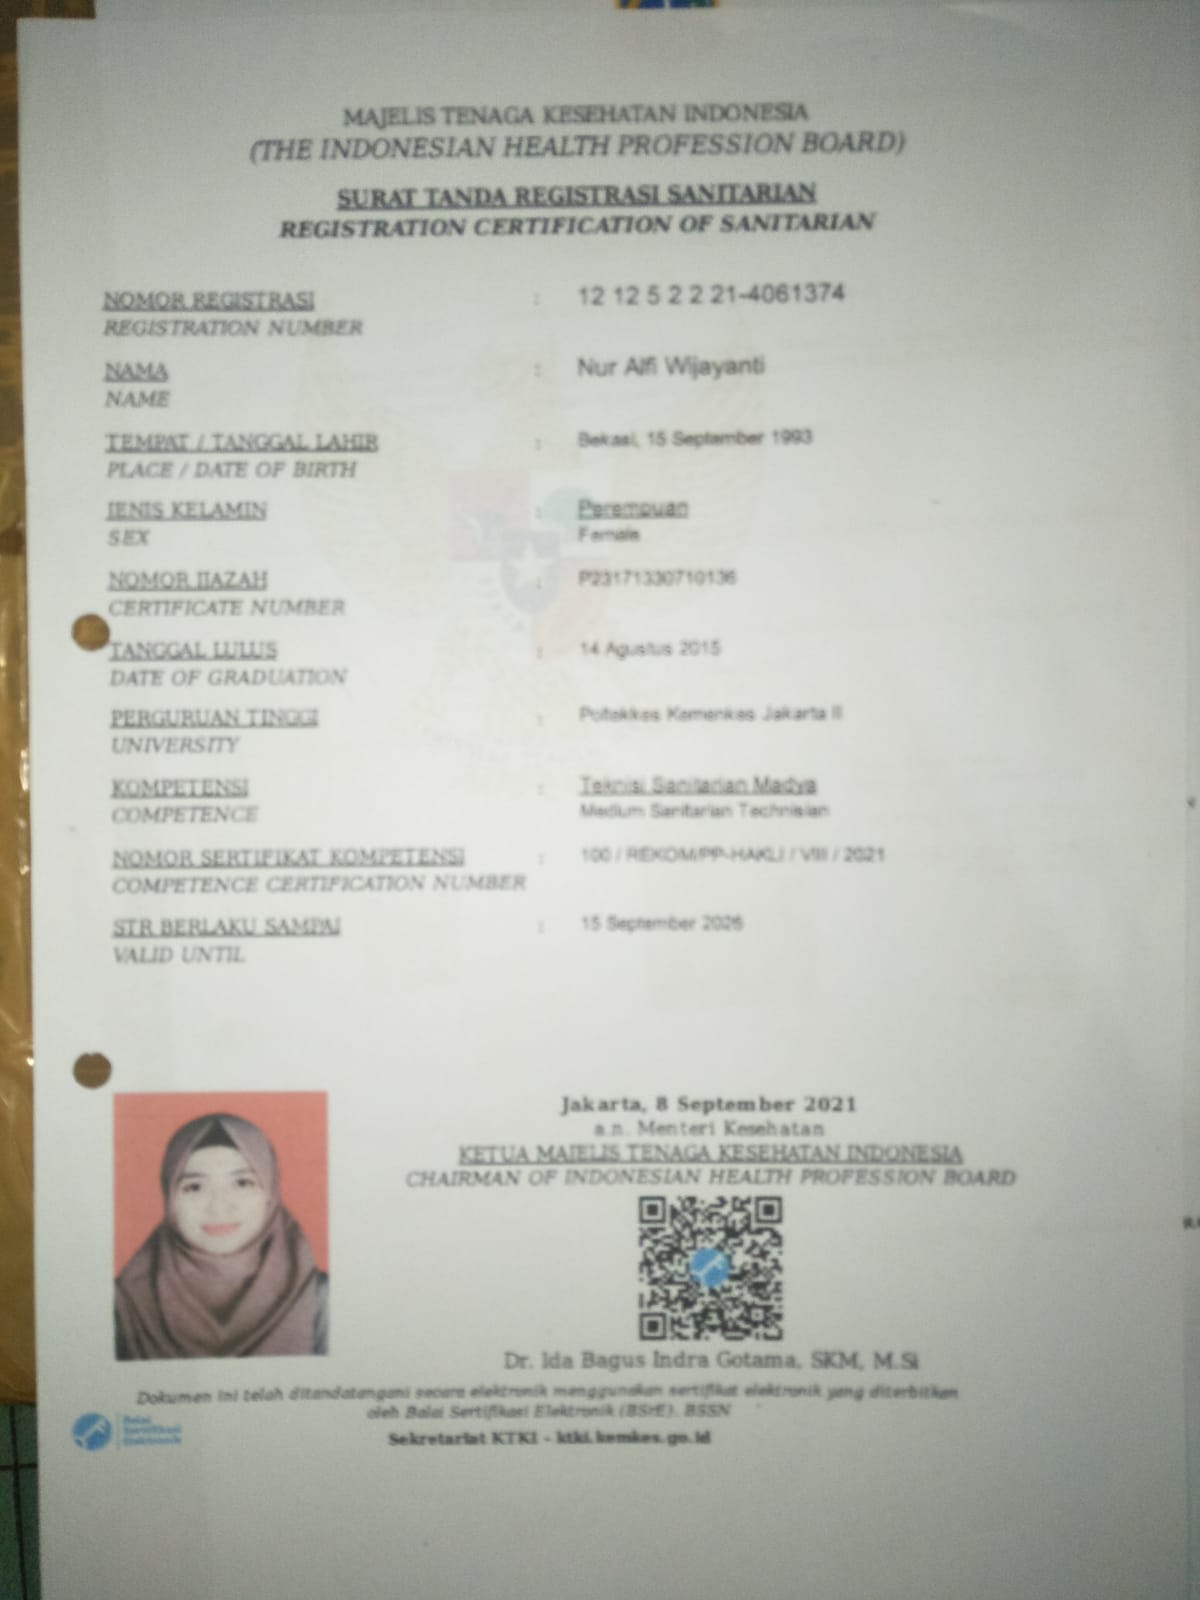 MAJELIS TENAGA KESEHATAN INDONESIA
(THE INDONESIAN HEALTH PROFESSION BOARD)
SURAT TANDA REGISTRASI SANITARIAN
REGISTRATION CERTIFICATION OF SANITARIAN
NOMOR REGISTRASI : 12 12 5 2 2 21-4061374
REGISTRATION NUMBER
NAMA : Nur Alfi Wijayanti
NAME
TEMPAT / TANGGAL LAHIR : Bekasi, 15 September 1993
PLACE / DATE OF BIRTH
JENIS KELAMIN : Perempuan
SEX Female
NOMOR IJAZAH : P23171330710136
CERTIFICATE NUMBER
TANGGAL LULUS : 14 Agustus 2015
DATE OF GRADUATION
PERGURUAN TINGGI : Poltekkes Kemenkes Jakarta II
UNIVERSITY
KOMPETENSI : Teknisi Sanitarian Madya
COMPETENCE Medium Sanitarian Technisian
NOMOR SERTIFIKAT KOMPETENSI : 100 / REKOM/PP-HAKLI / VIII / 2021
COMPETENCE CERTIFICATION NUMBER
STR BERLAKU SAMPAI : 15 September 2026
VALID UNTIL
Jakarta, 8 September 2021
a.n. Menteri Kesehatan
KETUA MAJELIS TENAGA KESEHATAN INDONESIA
CHAIRMAN OF INDONESIAN HEALTH PROFESSION BOARD
Dr. Ida Bagus Indra Gotama, SKM, M.Si
Dokumen ini telah ditandatangani secara elektronik menggunakan sertifikat elektronik yang diterbitkan
oleh Balai Sertifikasi Elektronik (BSrE), BSSN
Balai
Sertifikasi
Elektronik
Sekretariat KTKI - ktki.kemkes.go.id